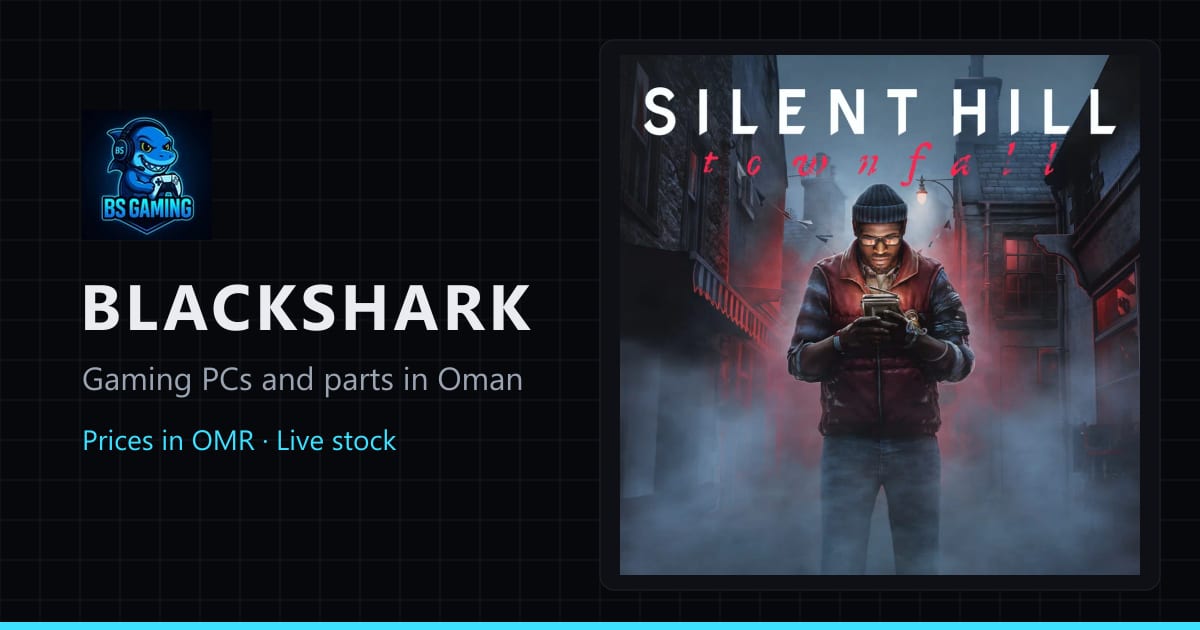 BS
BS GAMING
BLACKSHARK
Gaming PCs and parts in Oman
Prices in OMR · Live stock
SILENT HILL
townfall